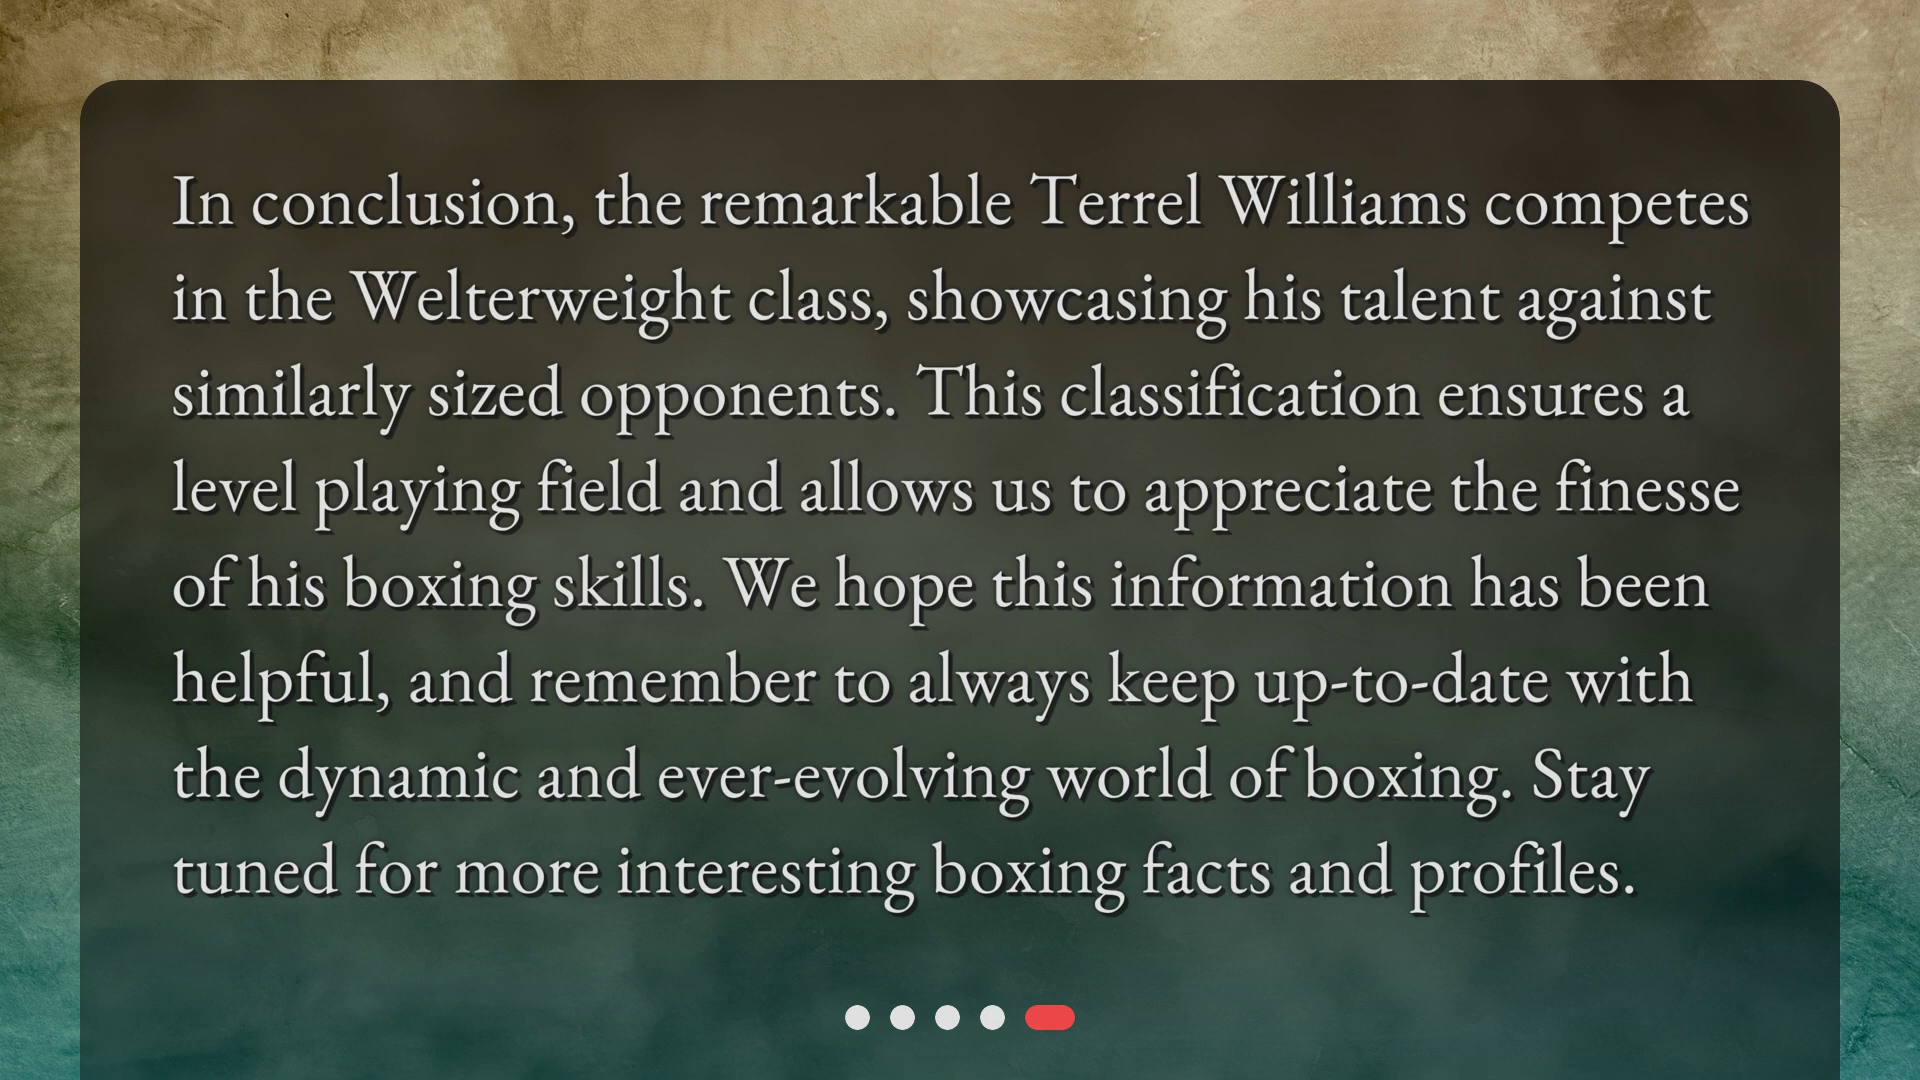 In conclusion, the remarkable Terrel Williams competes
in the Welterweight class, showcasing his talent against
similarly sized opponents. This classification ensures a
level playing field and allows us to appreciate the finesse
of his boxing skills. We hope this information has been
helpful, and remember to always keep up-to-date with
the dynamic and ever-evolving world of boxing. Stay
tuned for more interesting boxing facts and profiles.